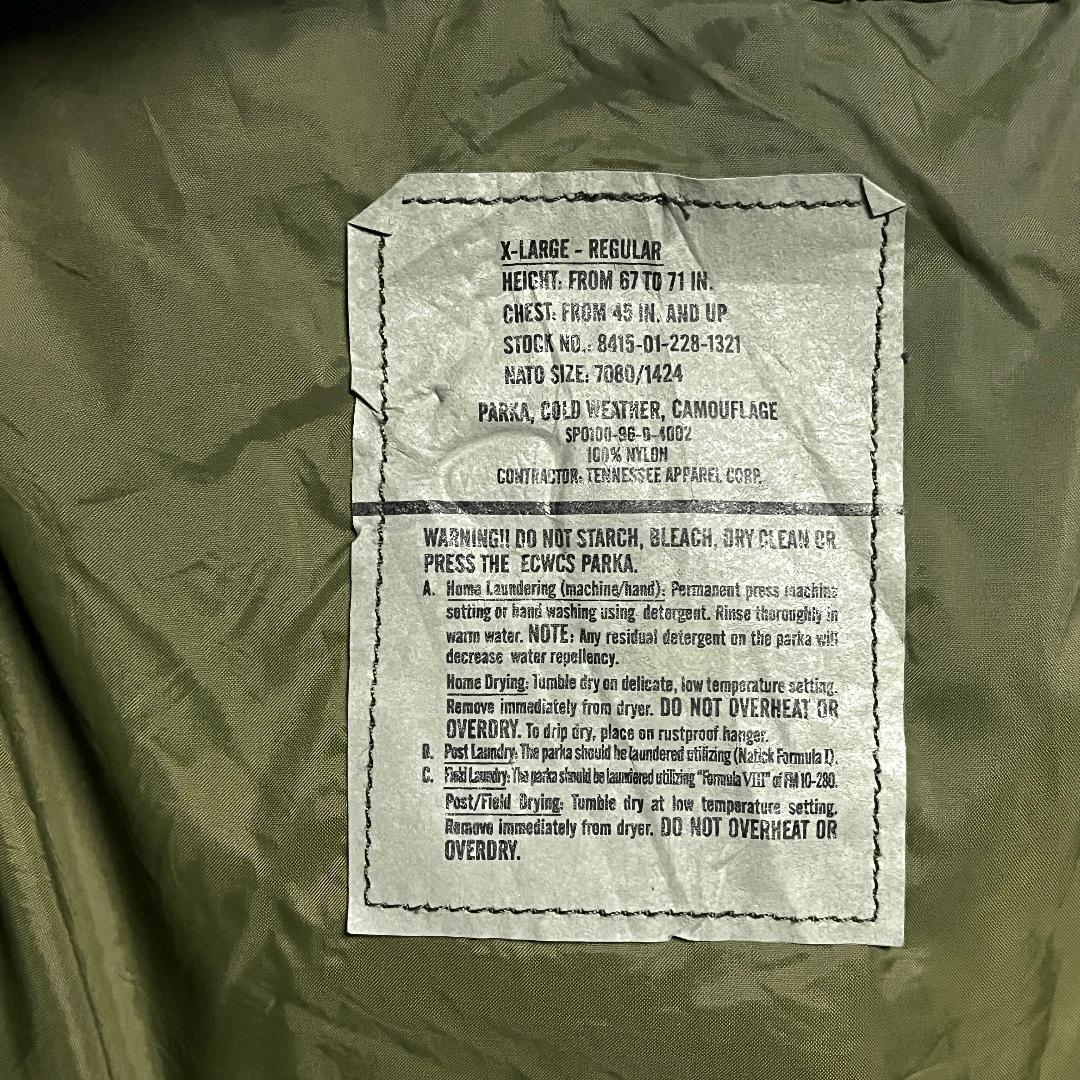 X-LARGE - REGULAR
HEIGHT: FROM 67 TO 71 IN.
CHEST: FROM 45 IN. AND UP
STOCK NO.: 8415-01-228-1321
NATO SIZE: 7080/1424
PARKA, COLD WEATHER, CAMOUFLAGE
SPO100-96-D-4002
100% NYLON
CONTRACTOR: TENNESSEE APPAREL CORP.
WARNING!! DO NOT STARCH, BLEACH, DRY CLEAN OR
PRESS THE ECWCS PARKA.
A. Home Laundering (machine/hand): Permanent press machine
setting or hand washing using detergent. Rinse thoroughly in
warm water. NOTE: Any residual detergent on the parka will
decrease water repellency.
Home Drying: Tumble dry on delicate, low temperature setting.
Remove immediately from dryer. DO NOT OVERHEAT OR
OVERDRY. To drip dry, place on rustproof hanger.
B. Post Laundry: The parka should be laundered utilizing (Natick Formula I).
C. Field Laundry: The parka should be laundered utilizing "Formula VIII" of FM 10-280.
Post/Field Drying: Tumble dry at low temperature setting.
Remove immediately from dryer. DO NOT OVERHEAT OR
OVERDRY.